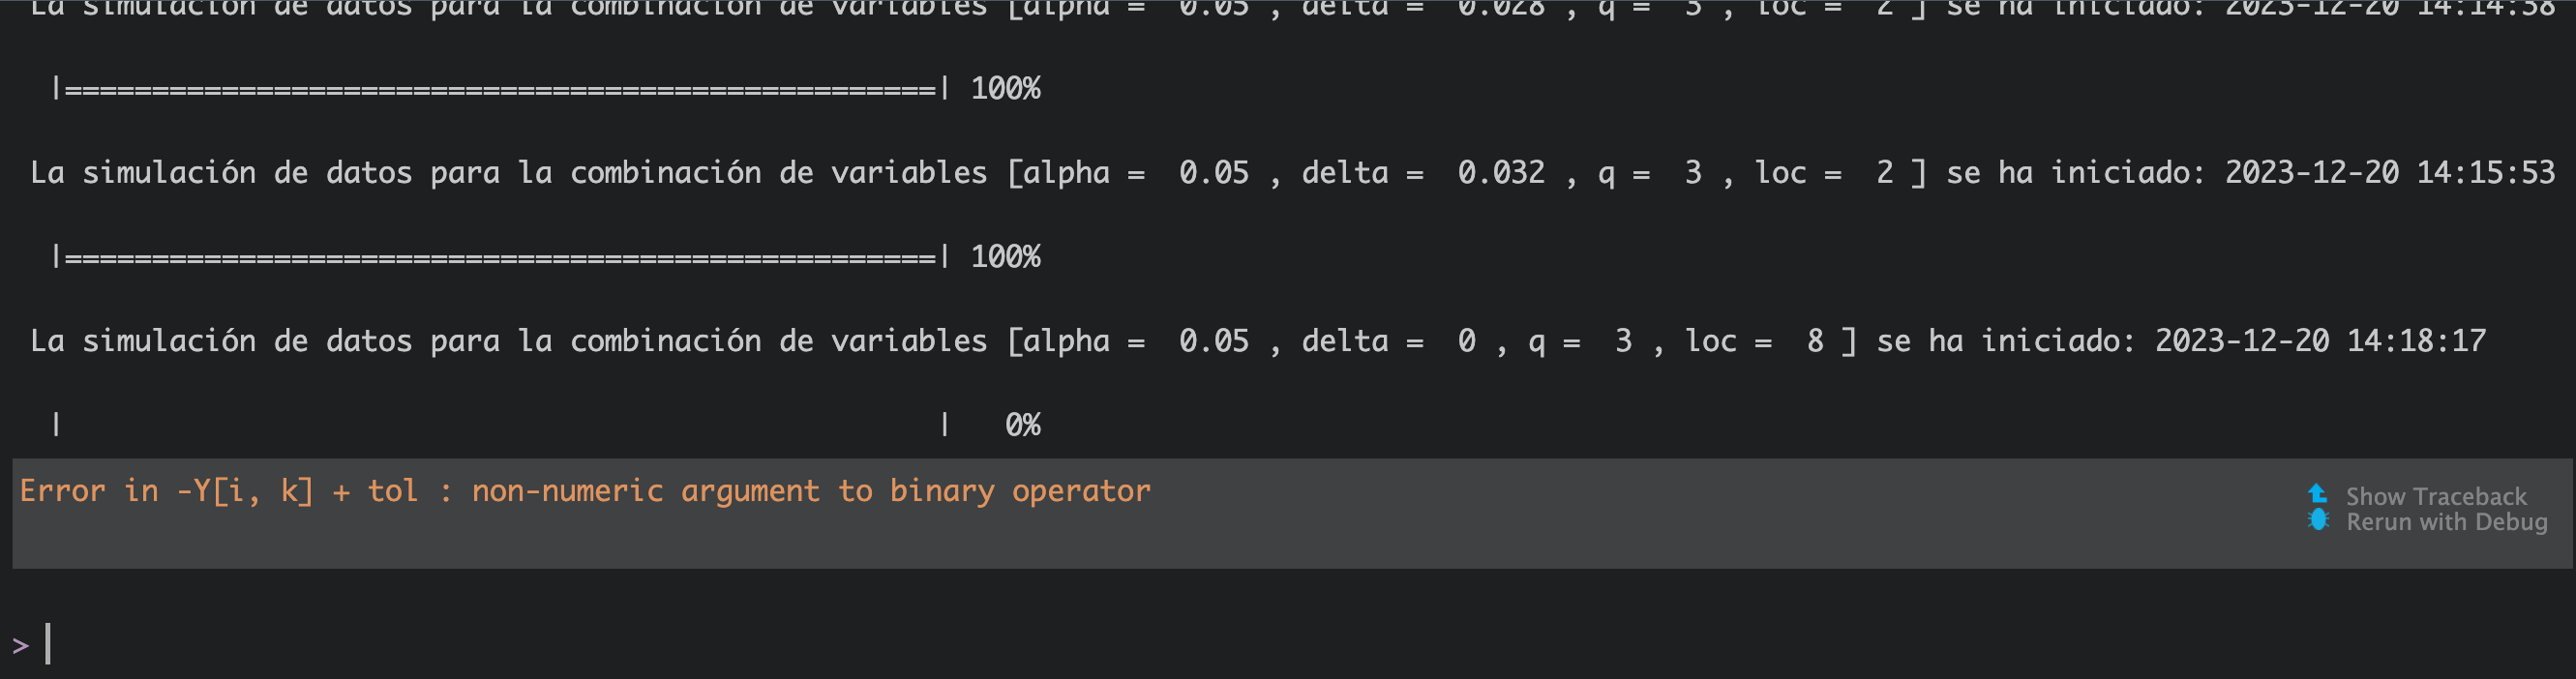 La simulación de datos para la combinación de variables [alpha =  0.05 , delta =  0.028 , q =  3 , loc =  2 ] se ha iniciado: 2023-12-20 14:14:38
|==================================================| 100%
La simulación de datos para la combinación de variables [alpha =  0.05 , delta =  0.032 , q =  3 , loc =  2 ] se ha iniciado: 2023-12-20 14:15:53
|==================================================| 100%
La simulación de datos para la combinación de variables [alpha =  0.05 , delta =  0 , q =  3 , loc =  8 ] se ha iniciado: 2023-12-20 14:18:17
|                                                  |   0%
Error in -Y[i, k] + tol : non-numeric argument to binary operator
Show Traceback
Rerun with Debug
>